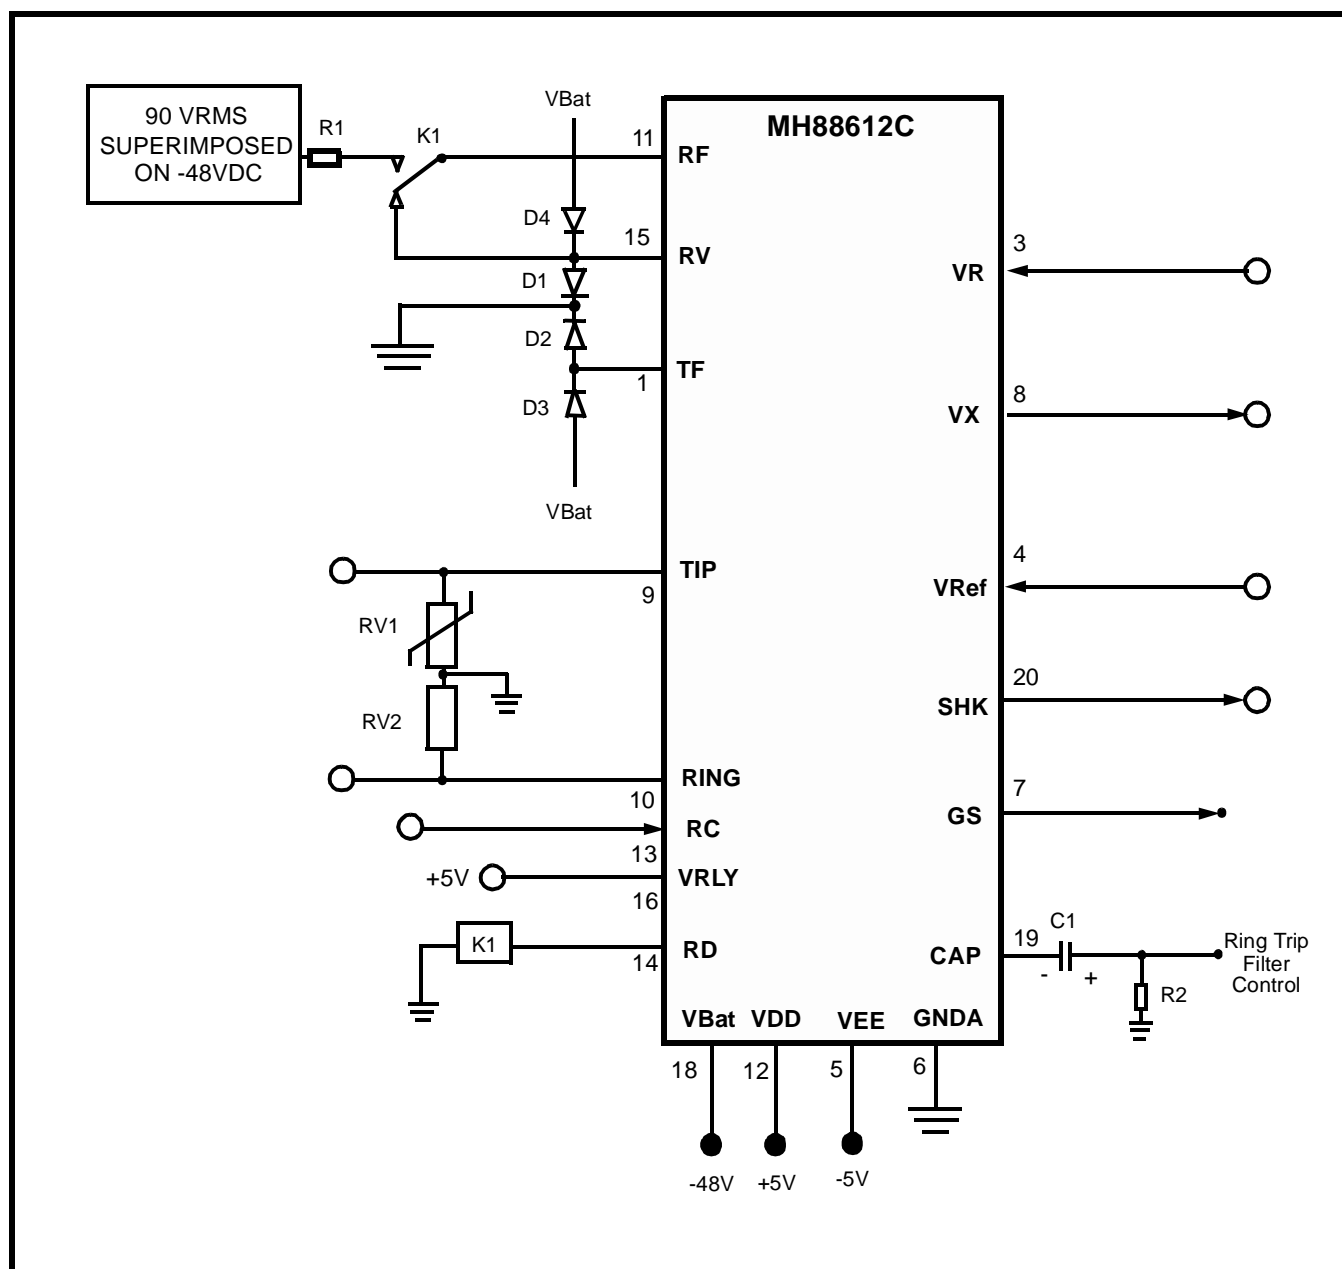 90 VRMS
SUPERIMPOSED
ON -48VDC
R1
K1
VBat
11
RF
MH88612C
D4
15
RV
D1
D2
1
TF
D3
VBat
3
VR
8
VX
TIP
9
RV1
4
VRef
RV2
20
SHK
RING
10
7
GS
RC
13
+5V
VRLY
16
K1
RD
14
CAP
19
C1
-
+
R2
Ring Trip
Filter
Control
VBat
VDD
VEE
GNDA
18
12
5
6
-48V
+5V
-5V